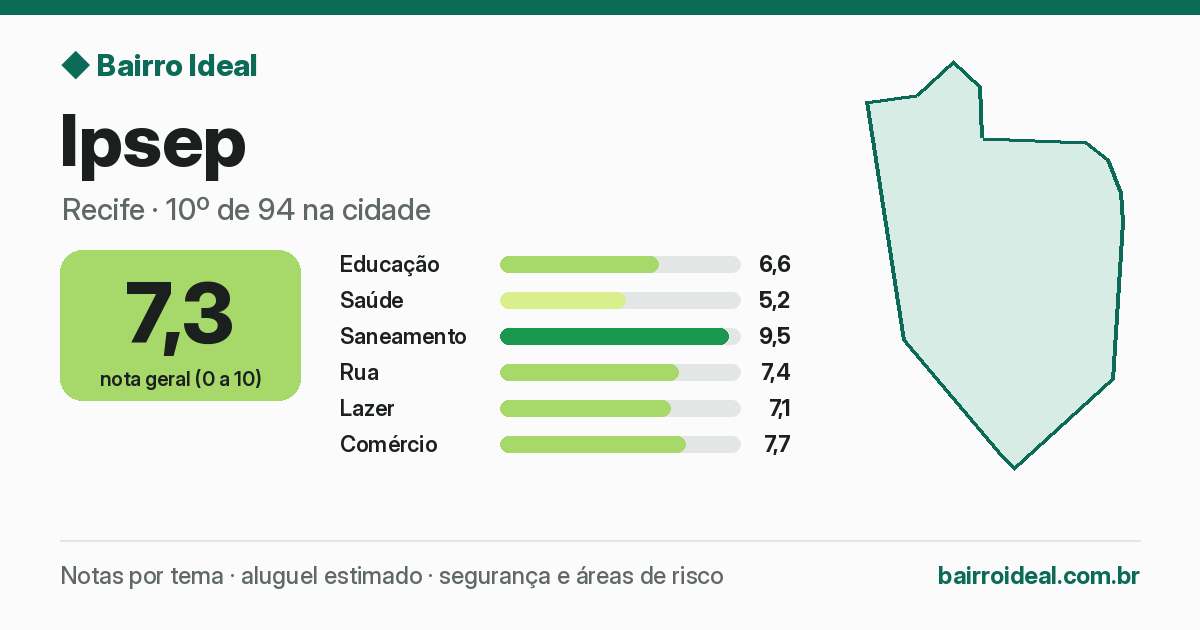 Bairro Ideal
Ipsep
Recife · 10º de 94 na cidade
7,3
nota geral (0 a 10)
Educação 6,6
Saúde 5,2
Saneamento 9,5
Rua 7,4
Lazer 7,1
Comércio 7,7
Notas por tema · aluguel estimado · segurança e áreas de risco
bairroideal.com.br